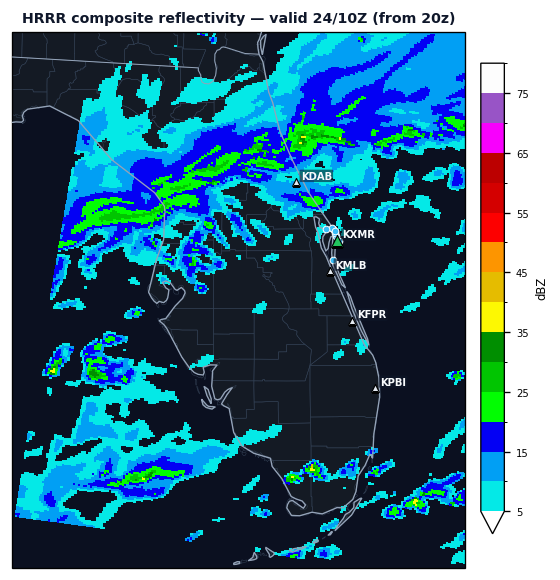 HRRR composite reflectivity — valid 24/10Z (from 20z)
75
65
55
45
35
25
15
5
dBZ
KDAB
KXMR
KMLB
KFPR
KPBI